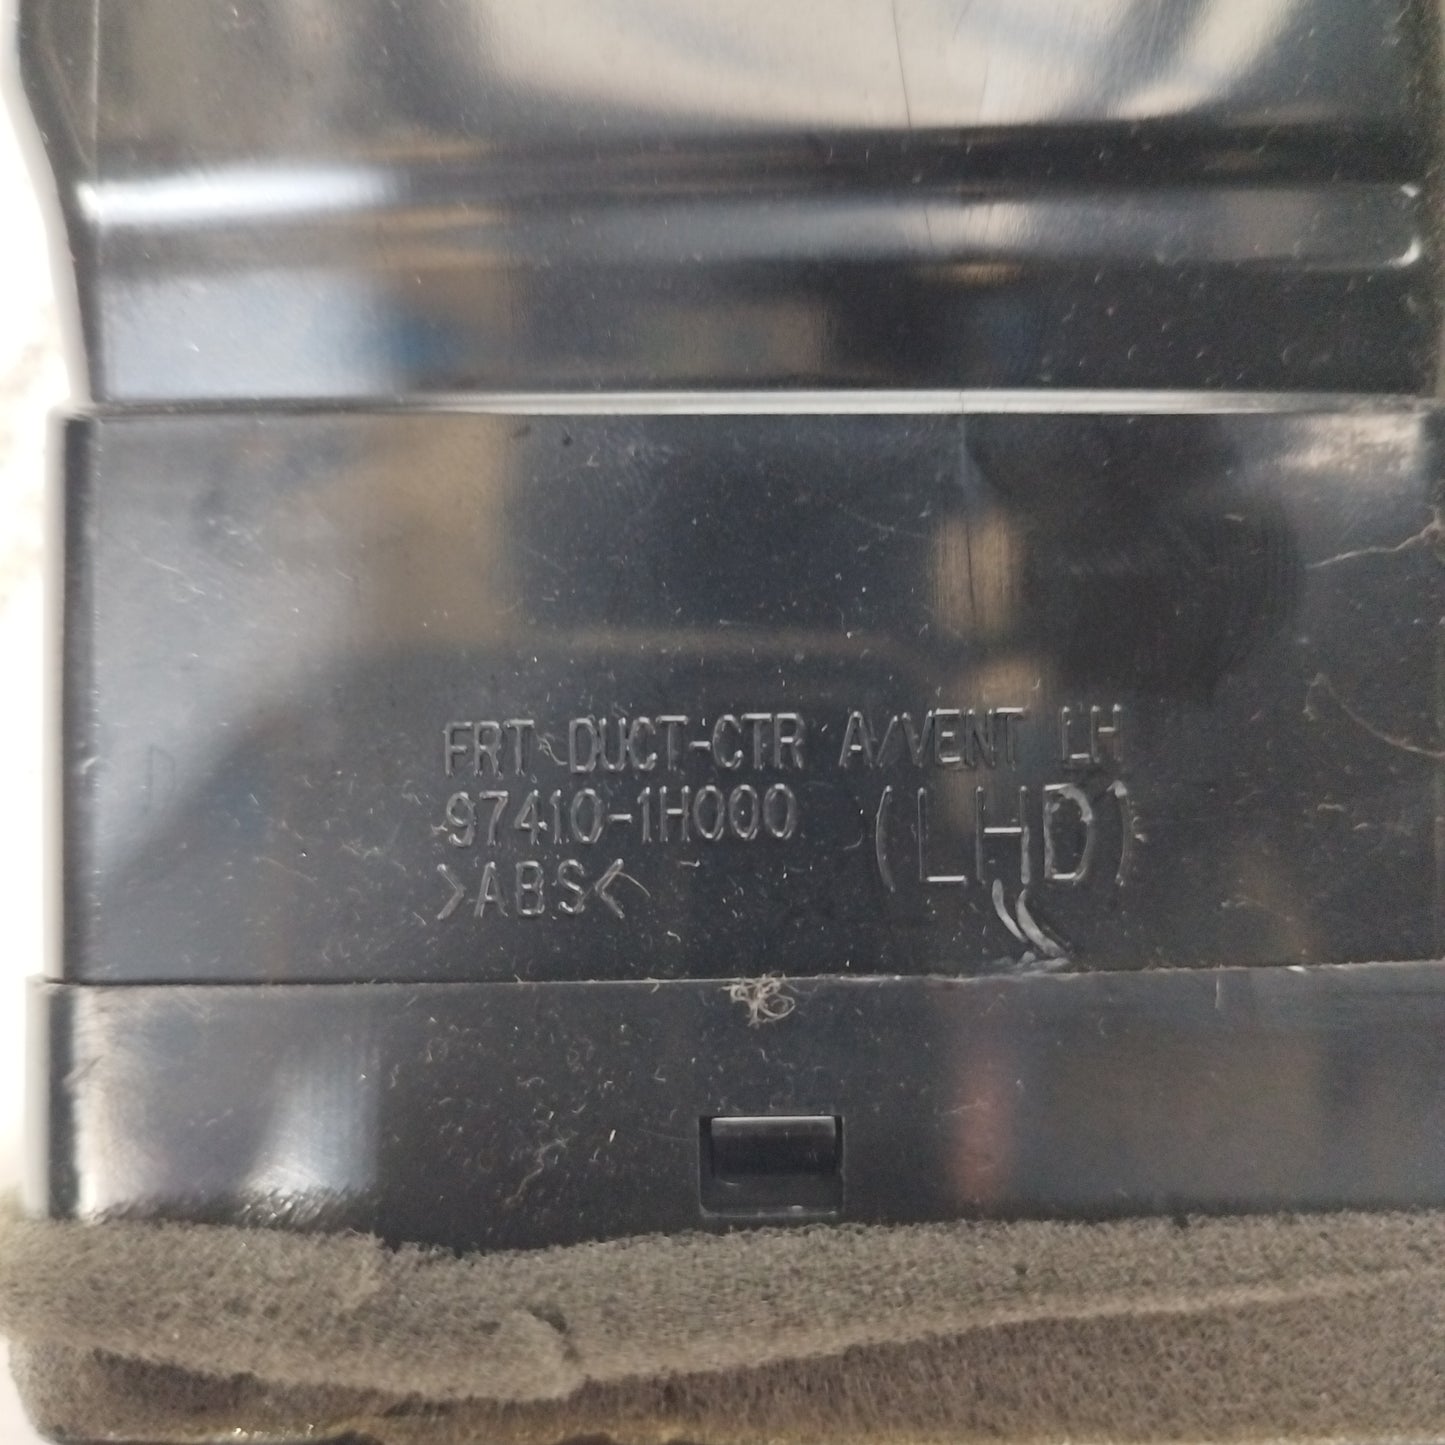 FRT DUCT-CTR A/VENT LH
97410-1H000 (LHD)
>ABS<